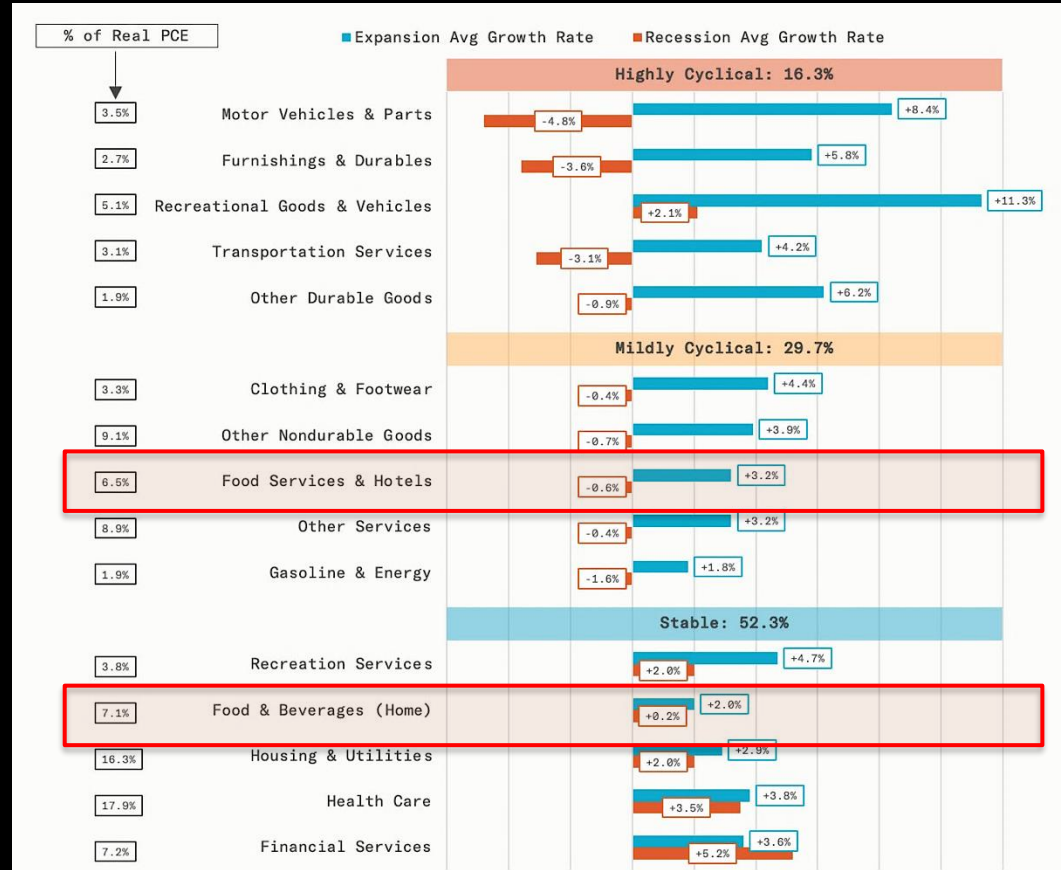 % of Real PCE
Expansion Avg Growth Rate Recession Avg Growth Rate
Highly Cyclical: 16.3%
3.5% Motor Vehicles & Parts -4.8% +8.4%
2.7% Furnishings & Durables -3.6% +5.8%
5.1% Recreational Goods & Vehicles +2.1% +11.3%
3.1% Transportation Services -3.1% +4.2%
1.9% Other Durable Goods -0.9% +6.2%
Mildly Cyclical: 29.7%
3.3% Clothing & Footwear -0.4% +4.4%
9.1% Other Nondurable Goods -0.7% +3.9%
6.5% Food Services & Hotels -0.6% +3.2%
8.9% Other Services -0.4% +3.2%
1.9% Gasoline & Energy -1.6% +1.8%
Stable: 52.3%
3.8% Recreation Services +2.0% +4.7%
7.1% Food & Beverages (Home) +0.2% +2.0%
16.3% Housing & Utilities +2.0% +2.9%
17.9% Health Care +3.5% +3.8%
7.2% Financial Services +5.2% +3.6%